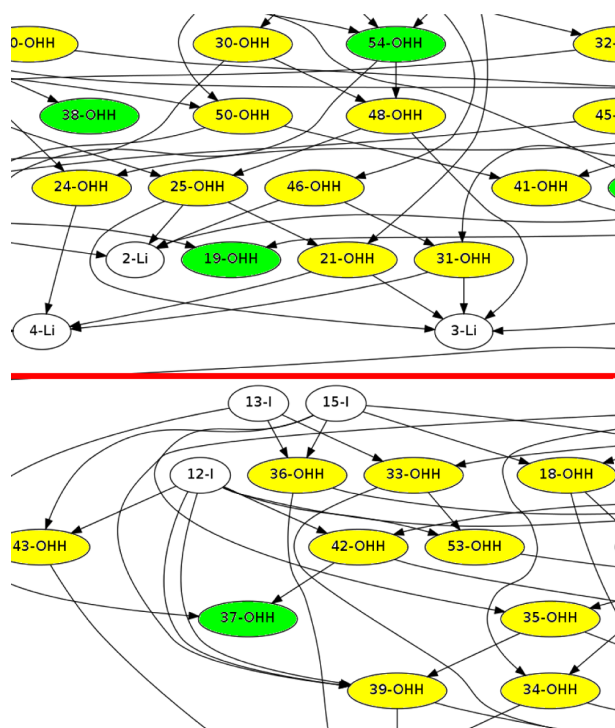 0-OHH 30-OHH 54-OHH 32-
38-OHH 50-OHH 48-OHH 45-
24-OHH 25-OHH 46-OHH 41-OHH
2-Li 19-OHH 21-OHH 31-OHH
4-Li 3-Li
13-I 15-I
12-I 36-OHH 33-OHH 18-OHH
43-OHH 42-OHH 53-OHH
37-OHH 35-OHH
39-OHH 34-OHH